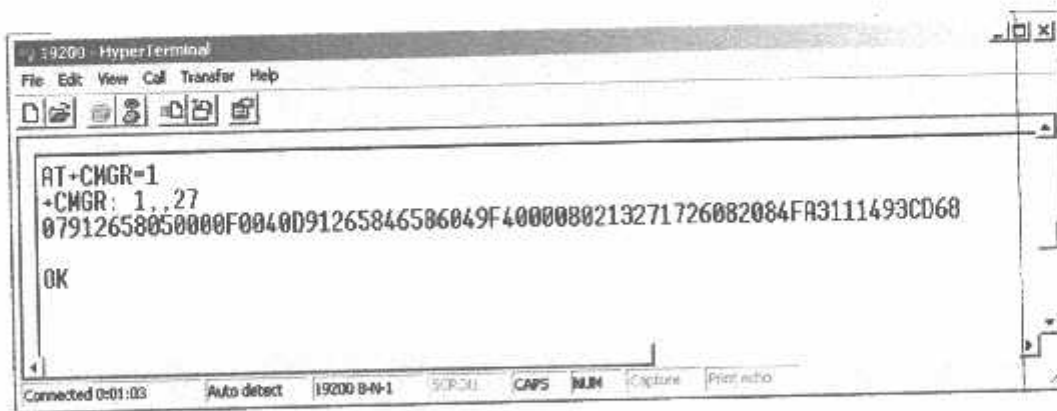 19200 - HyperTerminal
File Edit View Call Transfer Help
AT+CMGR=1
+CMGR: 1,,27
07912658050000F0040D91265846586049F40000802132717260820​84FA3111493CD68
OK
Connected 0:01:03 Auto detect 19200 8-N-1 SCROLL CAPS NUM Capture Print echo